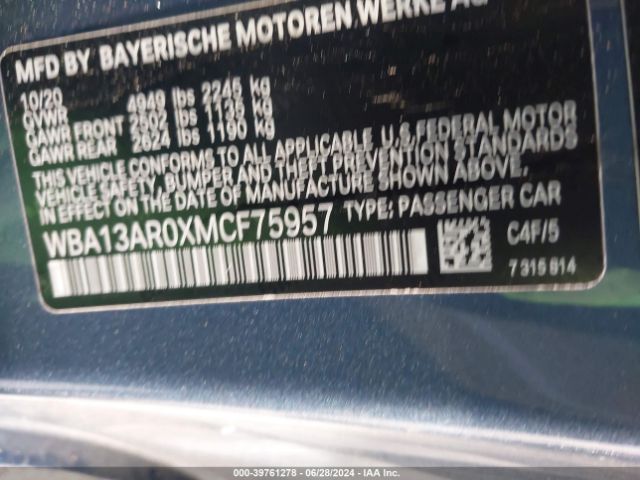 MFD BY BAYERISCHE MOTOREN WERKE AG
10/20
GVWR 4949 lbs 2245 kg
GAWR FRONT 2502 lbs 1135 kg
GAWR REAR 2624 lbs 1190 kg
THIS VEHICLE CONFORMS TO ALL APPLICABLE U.S.FEDERAL MOTOR
VEHICLE SAFETY, BUMPER AND THEFT PREVENTION STANDARDS
IN EFFECT ON THE DATE OF MANUFACTURE SHOWN ABOVE.
WBA13AR0XMCF75957 TYPE: PASSENGER CAR
C4F/5
7 315 814
000-39761278 | 06/28/2024 | IAA Inc.